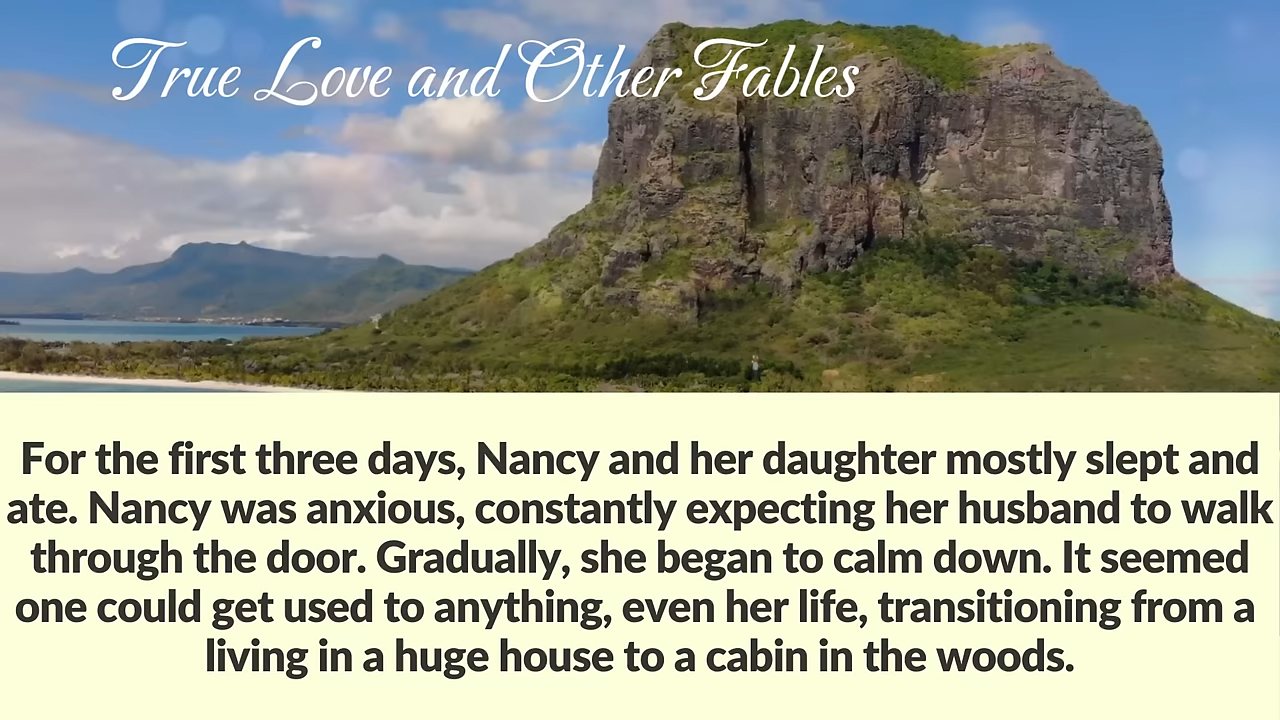 True Love and Other Fables
For the first three days, Nancy and her daughter mostly slept and
ate. Nancy was anxious, constantly expecting her husband to walk
through the door. Gradually, she began to calm down. It seemed
one could get used to anything, even her life, transitioning from a
living in a huge house to a cabin in the woods.